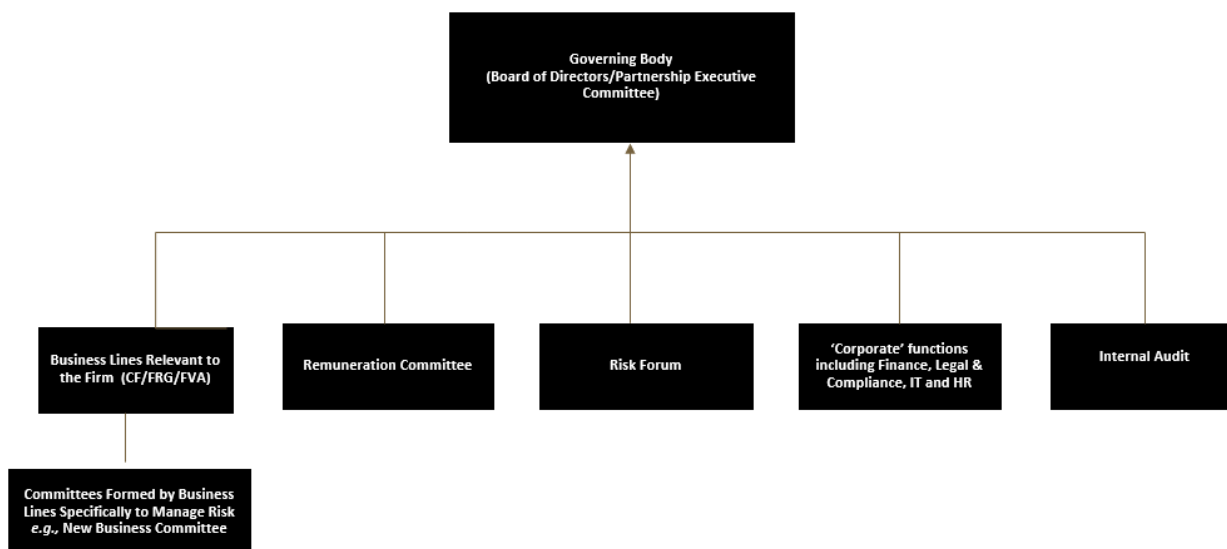 Governing Body
(Board of Directors/Partnership Executive
Committee)
Business Lines Relevant to
the Firm (CF/FRG/FVA)
Remuneration Committee
Risk Forum
‘Corporate’ functions
including Finance, Legal &
Compliance, IT and HR
Internal Audit
Committees Formed by Business
Lines Specifically to Manage Risk
e.g., New Business Committee